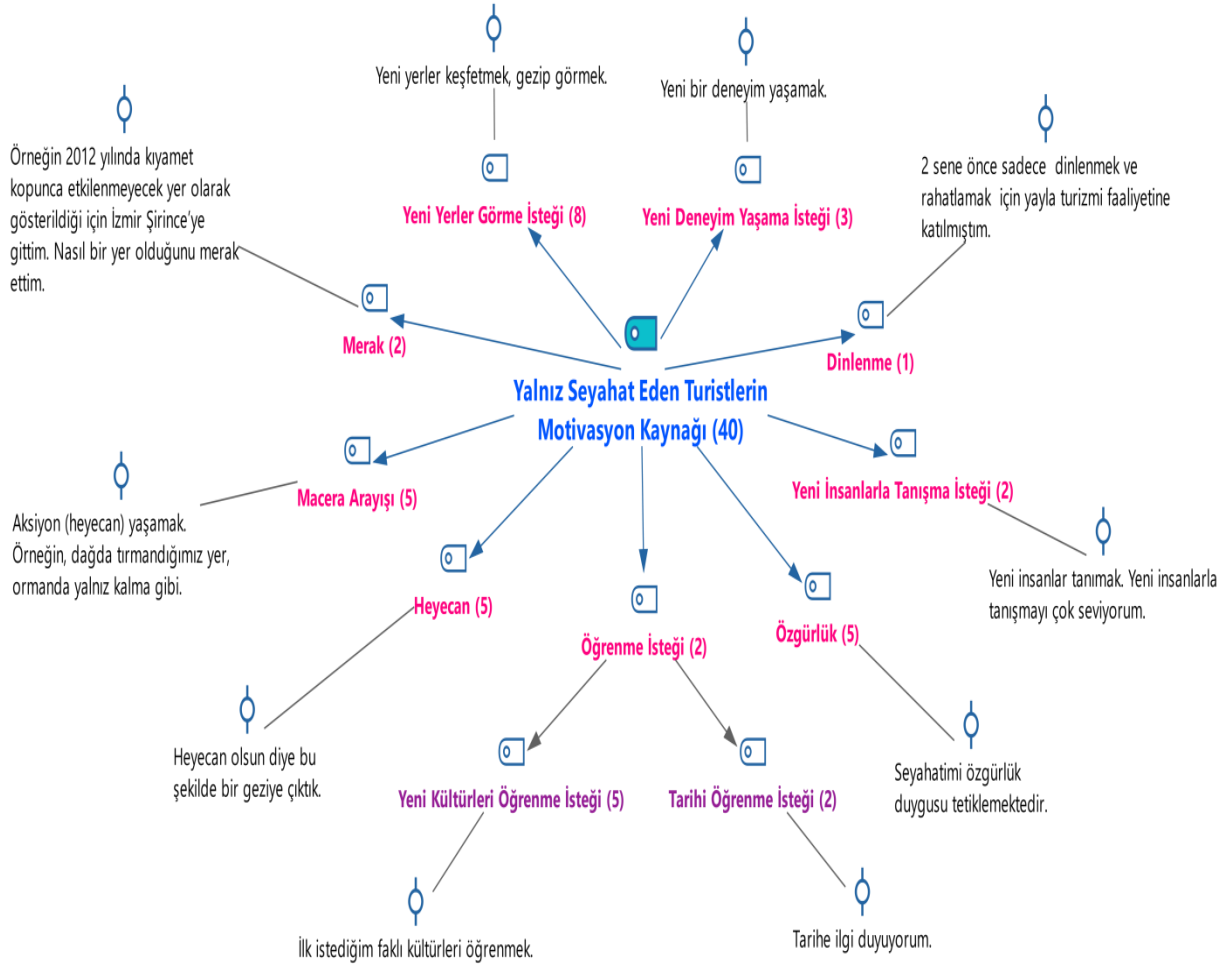 Yeni yerler keşfetmek, gezip görmek.
Yeni bir deneyim yaşamak.
Örneğin 2012 yılında kıyamet
kopunca etkilenmeyecek yer olarak
gösterildiği için İzmir Şirince'ye
gittim. Nasıl bir yer olduğunu merak
ettim.
2 sene önce sadece dinlenmek ve
rahatlamak için yayla turizmi faaliyetine
katılmıştım.
Yeni Yerler Görme İsteği (8)
Yeni Deneyim Yaşama İsteği (3)
Merak (2)
Dinlenme (1)
Yalnız Seyahat Eden Turistlerin
Motivasyon Kaynağı (40)
Macera Arayışı (5)
Yeni İnsanlarla Tanışma İsteği (2)
Aksiyon (heyecan) yaşamak.
Örneğin, dağda tırmandığımız yer,
ormanda yalnız kalma gibi.
Yeni insanlar tanımak. Yeni insanlarla
tanışmayı çok seviyorum.
Heyecan (5)
Öğrenme İsteği (2)
Özgürlük (5)
Heyecan olsun diye bu
şekilde bir geziye çıktık.
Seyahatimi özgürlük
duygusu tetiklemektedir.
Yeni Kültürleri Öğrenme İsteği (5)
Tarihi Öğrenme İsteği (2)
İlk istediğim faklı kültürleri öğrenmek.
Tarihe ilgi duyuyorum.